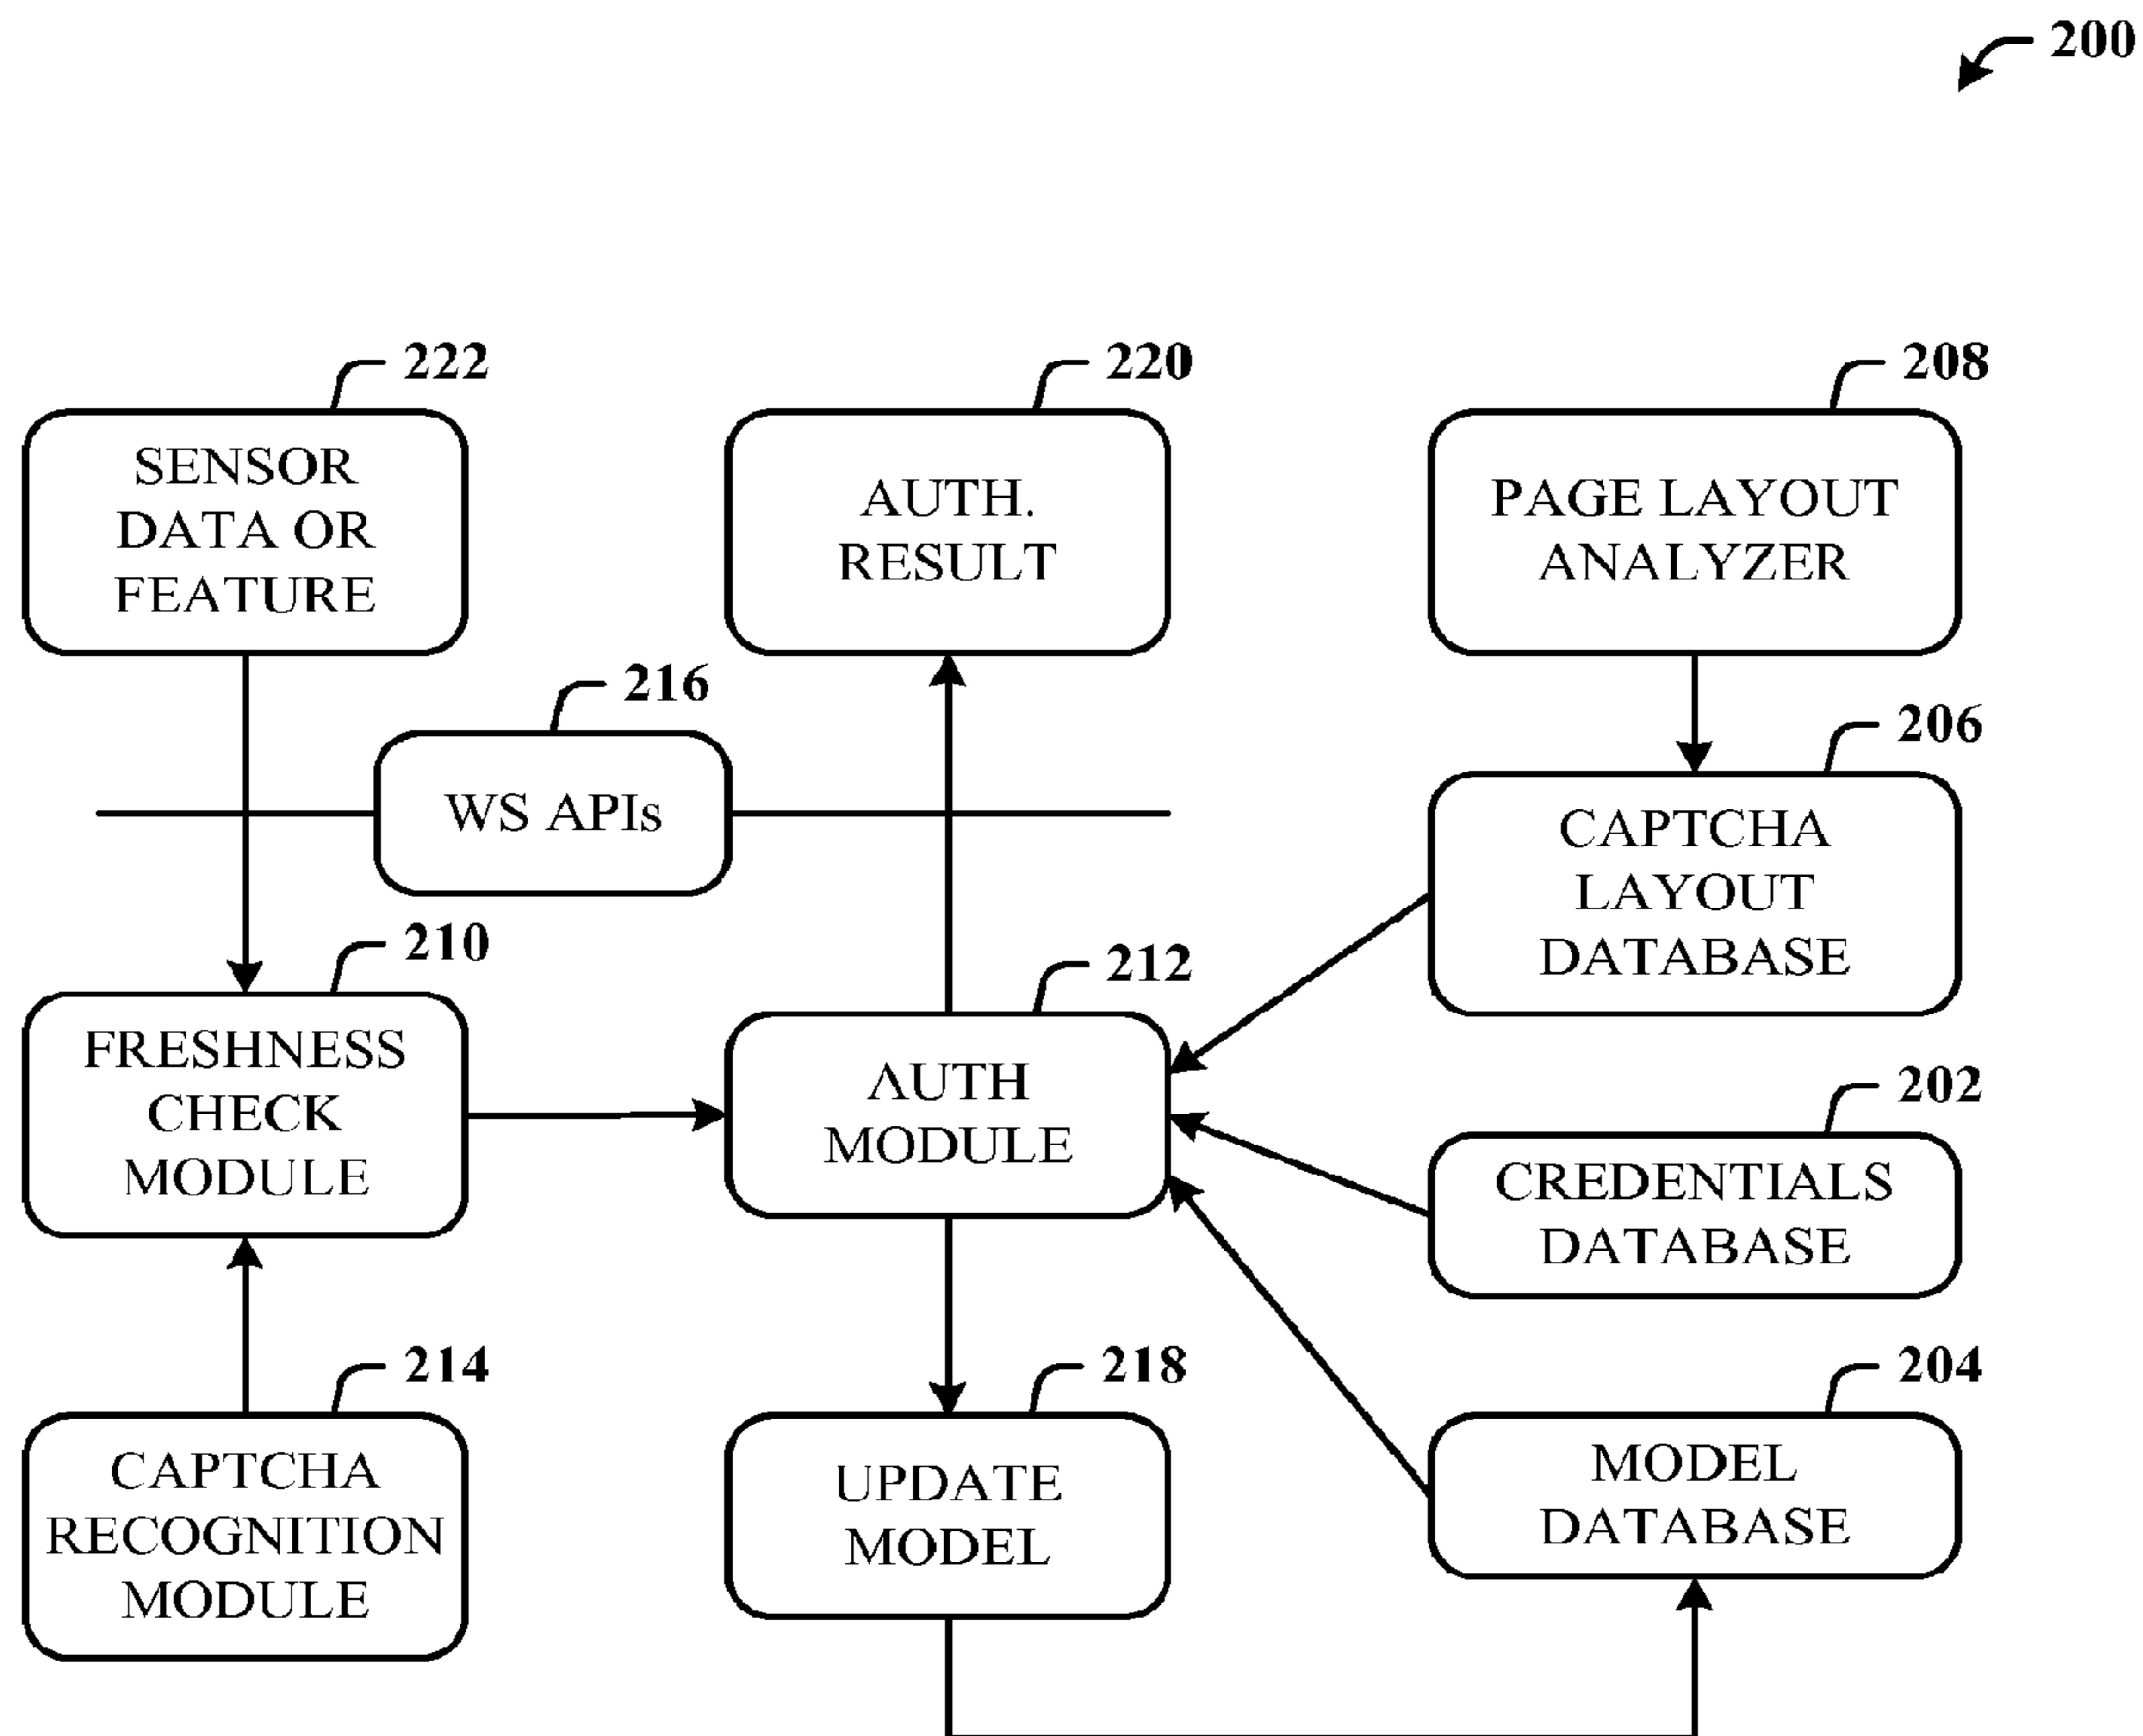 200
222
220
208
SENSOR
DATA OR
FEATURE
AUTH.
RESULT
PAGE LAYOUT
ANALYZER
216
WS APIs
206
CAPTCHA
LAYOUT
DATABASE
210
FRESHNESS
CHECK
MODULE
212
AUTH
MODULE
202
CREDENTIALS
DATABASE
214
CAPTCHA
RECOGNITION
MODULE
218
UPDATE
MODEL
204
MODEL
DATABASE